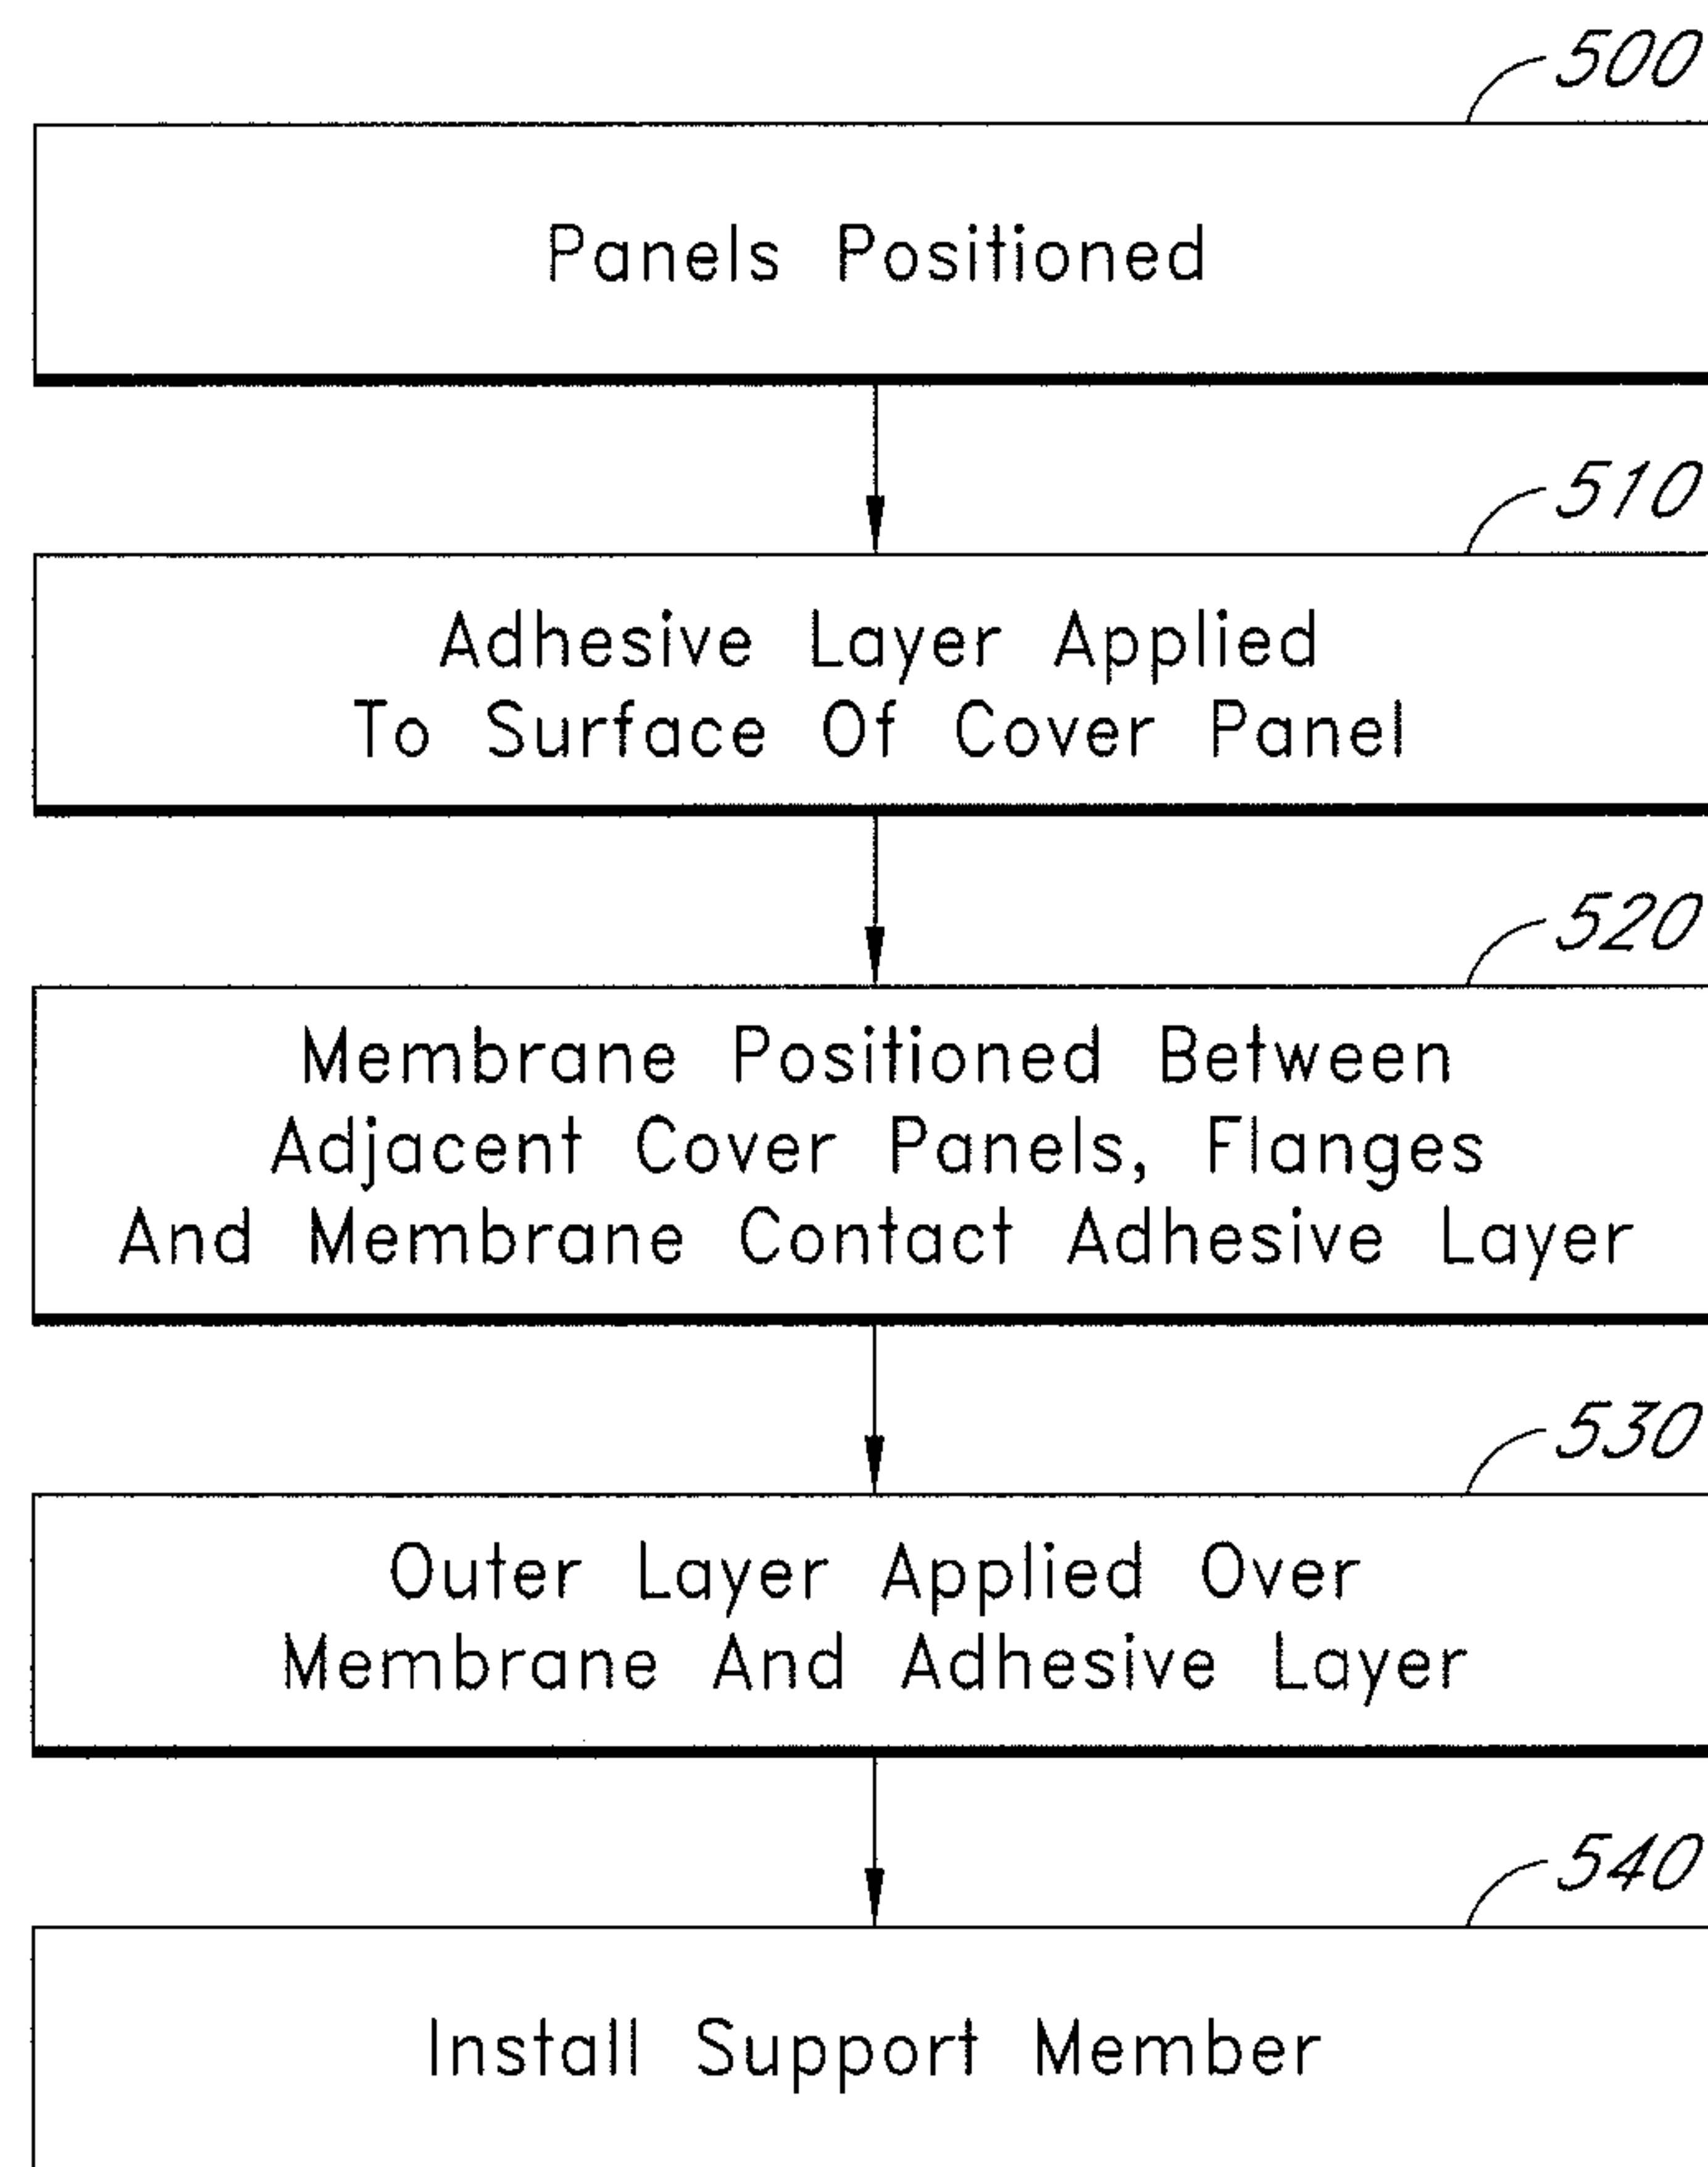 500
Panels Positioned
510
Adhesive Layer Applied
To Surface Of Cover Panel
520
Membrane Positioned Between
Adjacent Cover Panels, Flanges
And Membrane Contact Adhesive Layer
530
Outer Layer Applied Over
Membrane And Adhesive Layer
540
Install Support Member